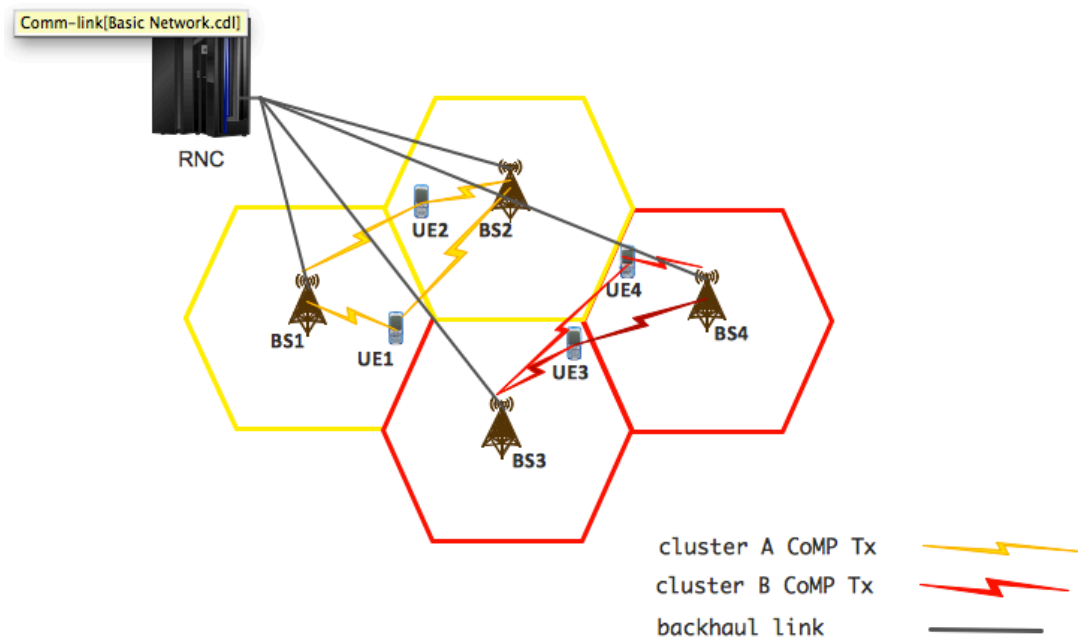 Comm-link[Basic Network.cdl]
RNC
UE2
BS2
UE4
BS1
UE1
BS4
UE3
BS3
cluster A CoMP Tx
cluster B CoMP Tx
backhaul link